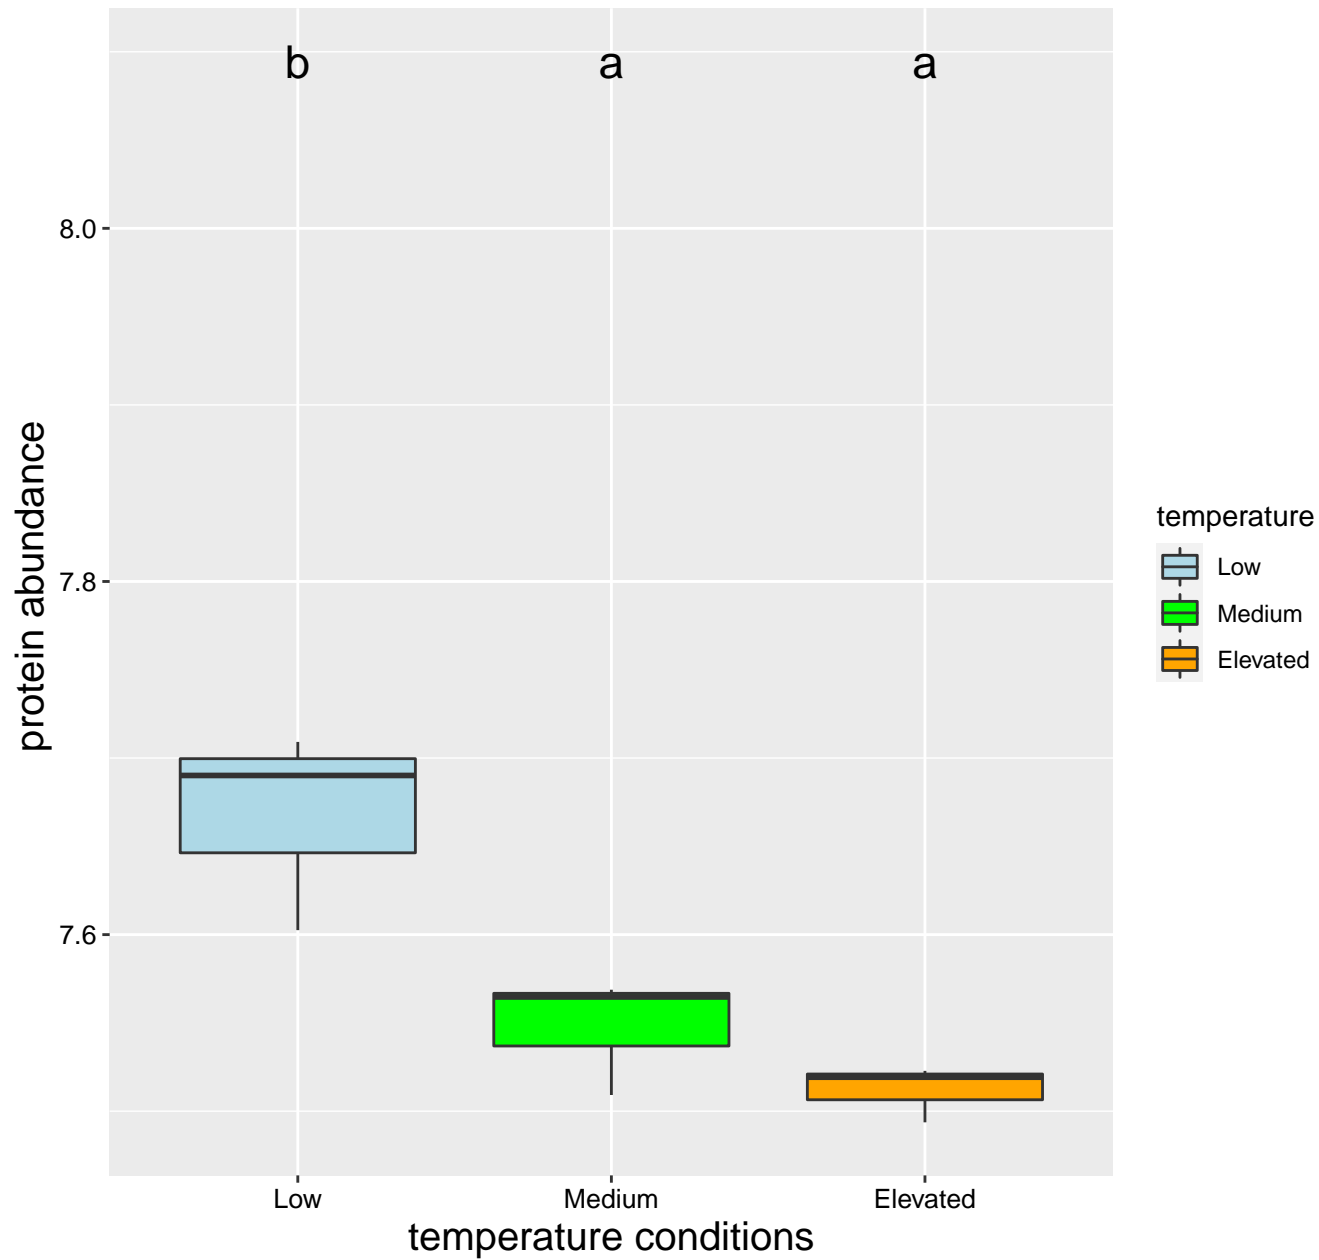 b a a
8.0
7.8
7.6
protein abundance
Low Medium Elevated
temperature conditions
temperature
Low
Medium
Elevated